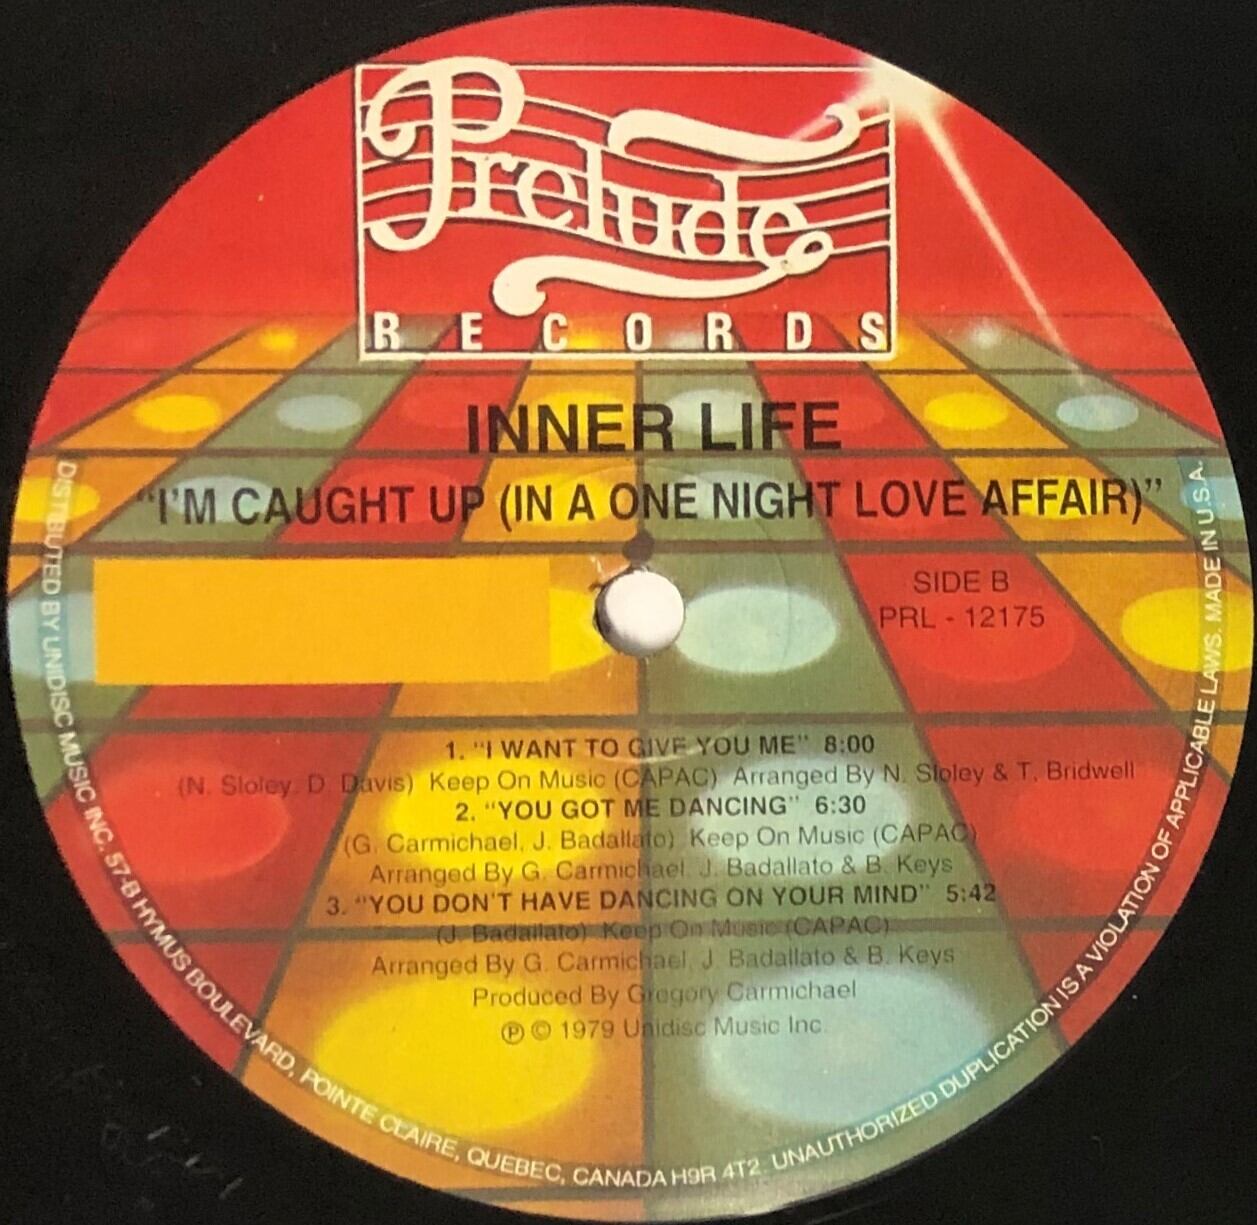 Prelude
RECORDS
INNER LIFE
"I'M CAUGHT UP (IN A ONE NIGHT LOVE AFFAIR)"
SIDE B
PRL - 12175
1. "I WANT TO GIVE YOU ME" 8:00
(N. Sloley, D. Davis) Keep On Music (CAPAC) Arranged By N. Sloley & T. Bridwell
2. "YOU GOT ME DANCING" 6:30
(G. Carmichael, J. Badallato) Keep On Music (CAPAC)
Arranged By G. Carmichael, J. Badallato & B. Keys
3. "YOU DON'T HAVE DANCING ON YOUR MIND" 5:42
(J. Badallato) Keep On Music (CAPAC)
Arranged By G. Carmichael, J. Badallato & B. Keys
Produced By Gregory Carmichael
℗ © 1979 Unidisc Music Inc.
DISTRIBUTED BY UNIDISC MUSIC INC. 57-B HYMUS BOULEVARD, POINTE CLAIRE, QUEBEC, CANADA H9R 4T2. UNAUTHORIZED DUPLICATION IS A VIOLATION OF APPLICABLE LAWS. MADE IN U.S.A.